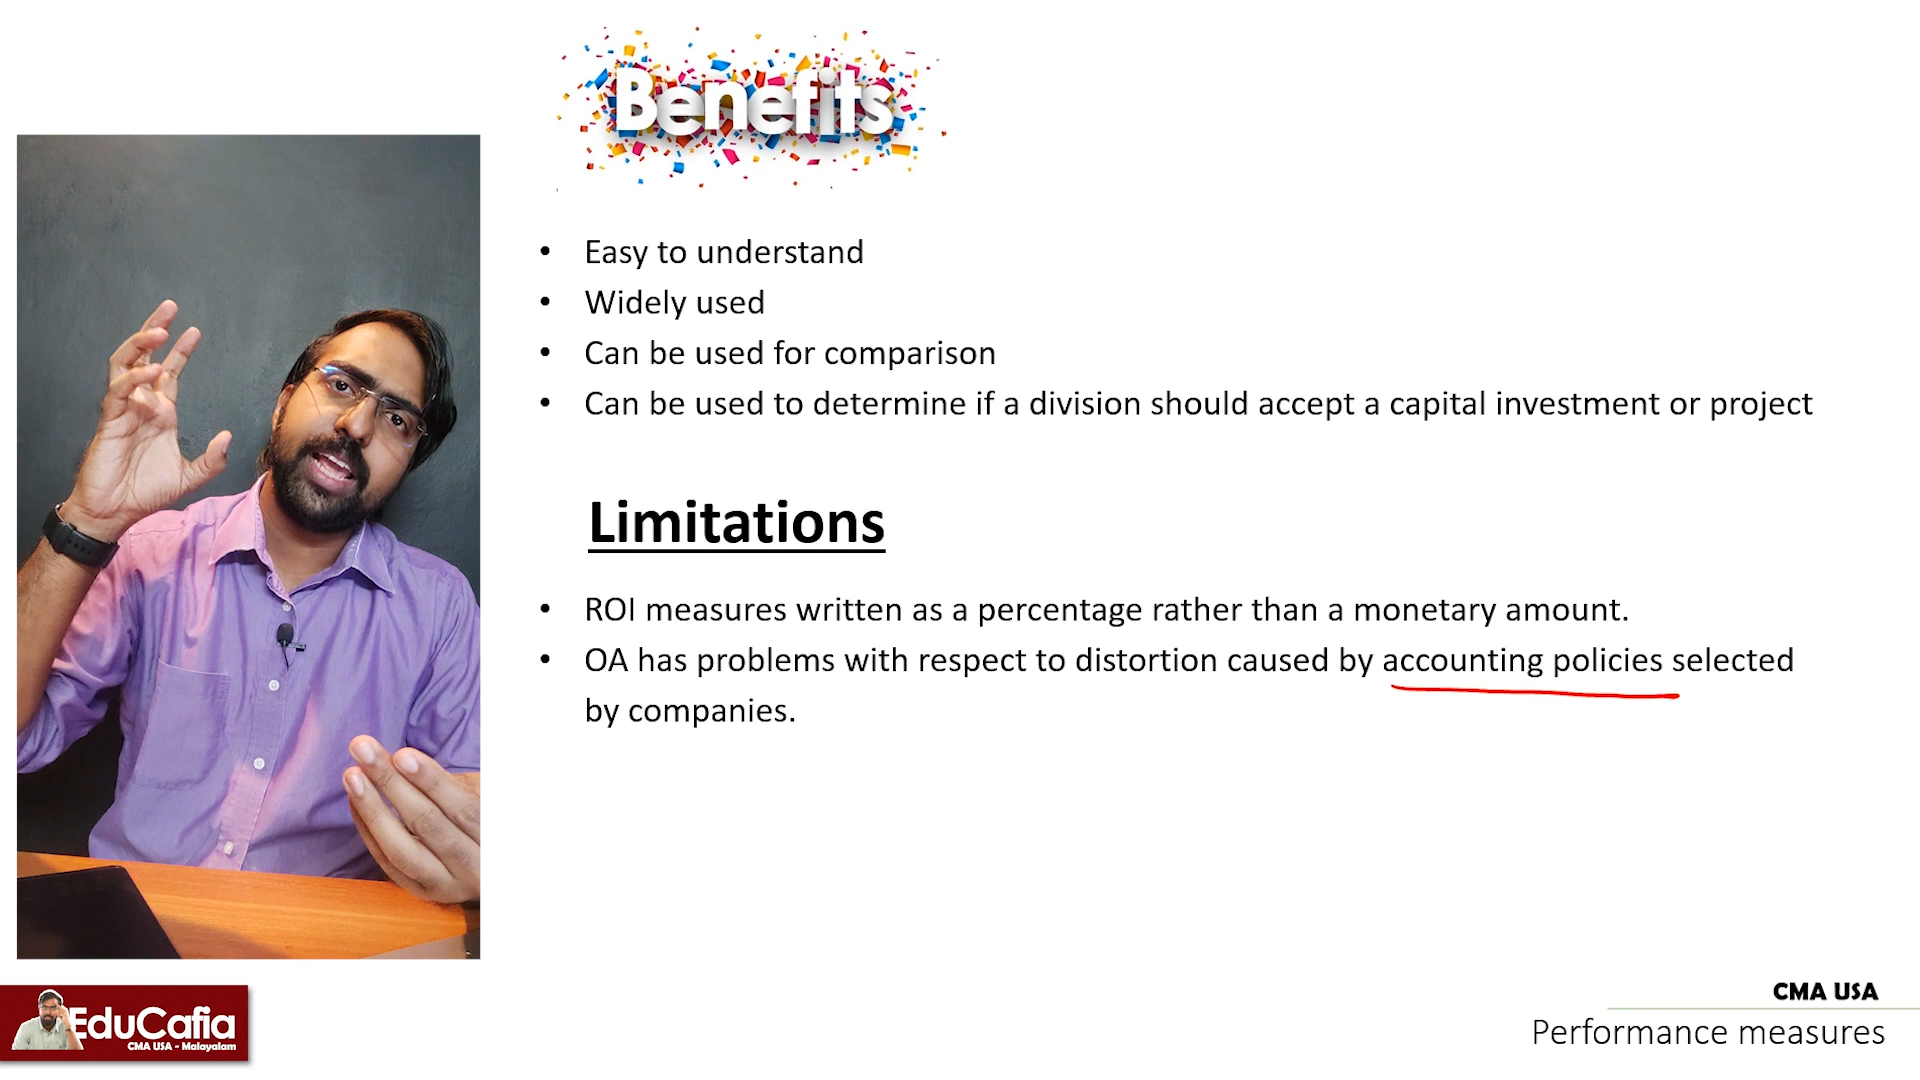 Benefits
• Easy to understand
• Widely used
• Can be used for comparison
• Can be used to determine if a division should accept a capital investment or project
Limitations
• ROI measures written as a percentage rather than a monetary amount.
• OA has problems with respect to distortion caused by accounting policies selected
by companies.
EduCafia
CMA USA - Malayalam
CMA USA
Performance measures